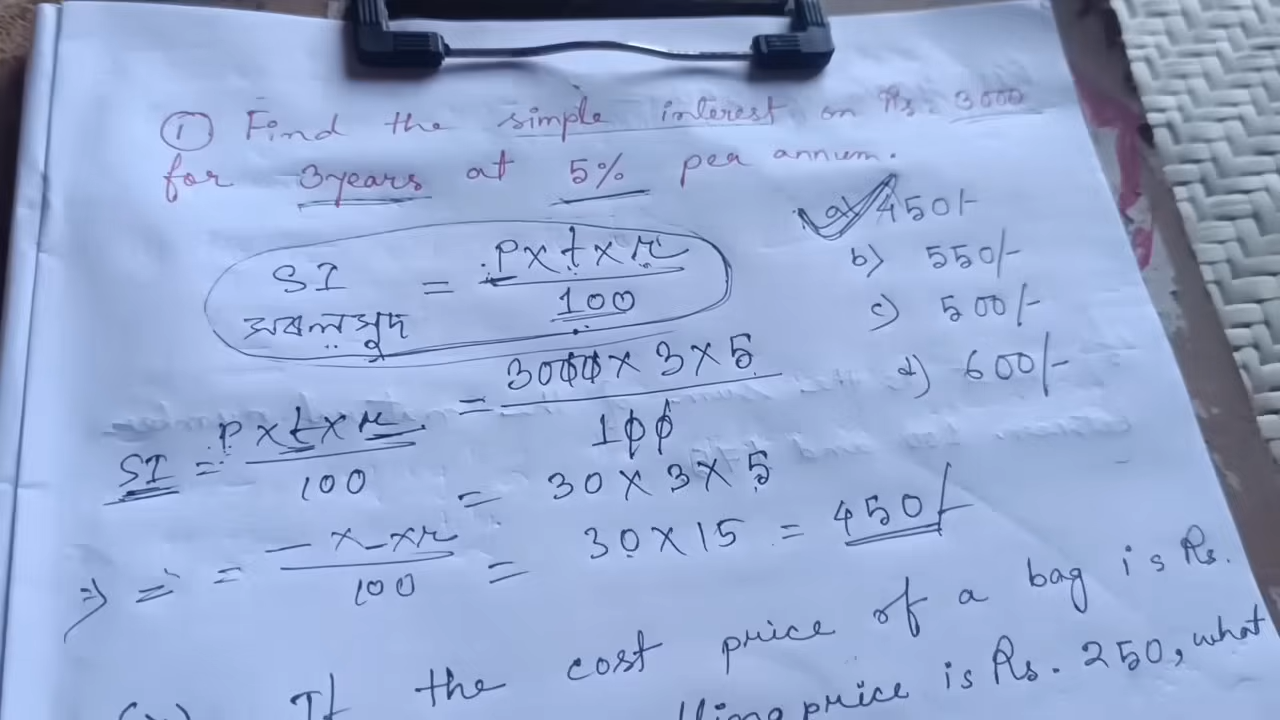 ① Find the simple interest on Rs. 3000
for 3years at 5% per annum.
a) 450/-
b) 550/-
c) 500/-
d) 600/-
SI = p×t×r / 100
সৰলসুদ
= 3000 × 3 × 5 / 100
SI = p×t×r / 100
= 30 × 3 × 5
⇒ = = – × – × r / 100
= 30 × 15 = 450/-
If the cost price of a bag is Rs.
price is Rs. 250, what